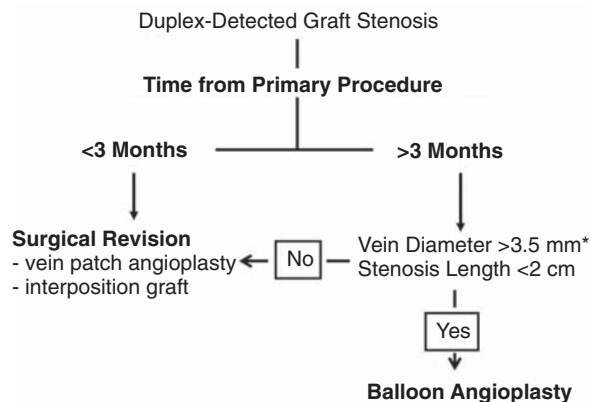 Duplex-Detected Graft Stenosis
Time from Primary Procedure
<3 Months
>3 Months
Surgical Revision
- vein patch angioplasty
- interposition graft
No
Vein Diameter >3.5 mm*
Stenosis Length <2 cm
Yes
Balloon Angioplasty